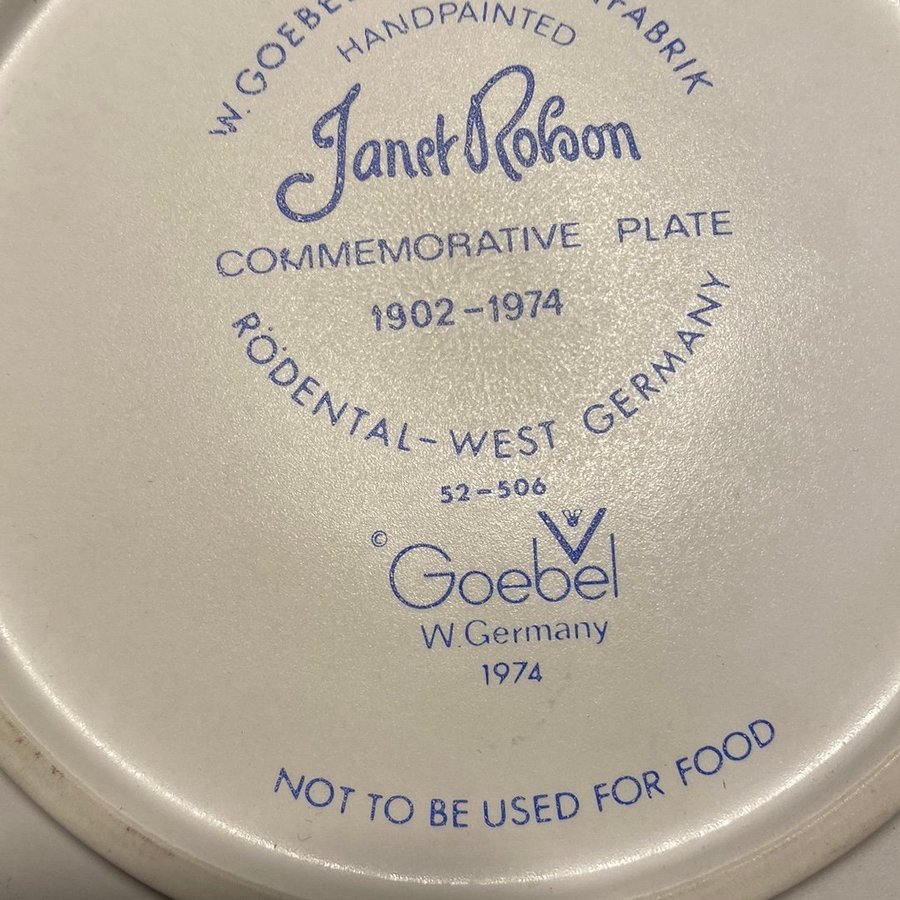 W. GOEBEL
HANDPAINTED
Janet Robson
COMMEMORATIVE PLATE
1902-1974
RÖDENTAL-WEST GERMANY
52-506
© Goebel
W. Germany
1974
NOT TO BE USED FOR FOOD